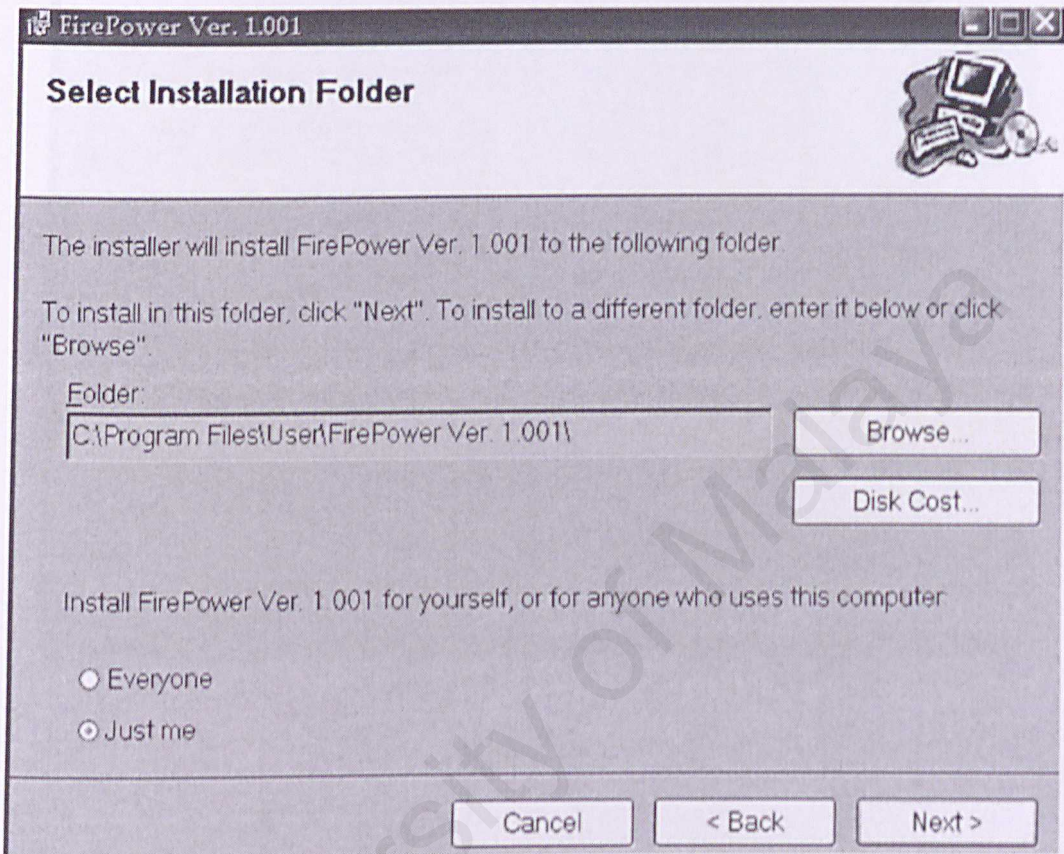 FirePower Ver. 1.001
Select Installation Folder
The installer will install FirePower Ver. 1.001 to the following folder.
To install in this folder, click "Next". To install to a different folder, enter it below or click
"Browse".
Folder:
C:\Program Files\User\FirePower Ver. 1.001\
Browse...
Disk Cost...
Install FirePower Ver. 1.001 for yourself, or for anyone who uses this computer:
Everyone
Just me
Cancel
< Back
Next >
University of Malaya